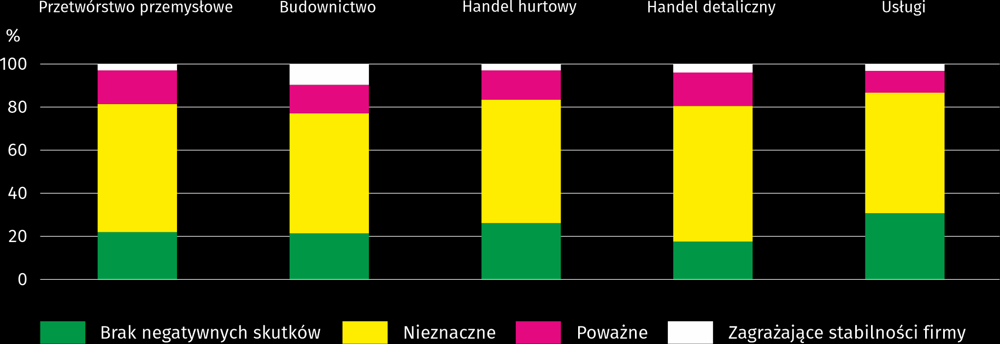 Przetwórstwo przemysłowe
Budownictwo
Handel hurtowy
Handel detaliczny
Usługi
%
100
80
60
40
20
0
Brak negatywnych skutków
Nieznaczne
Poważne
Zagrażające stabilności firmy